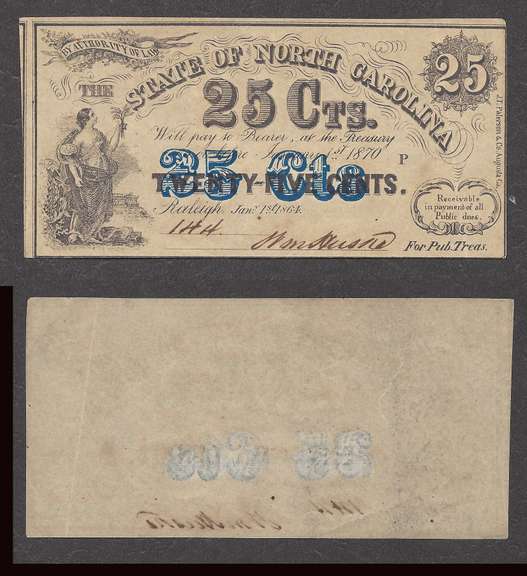 BY AUTHORITY OF LAW
THE
STATE OF NORTH CAROLINA
25
25 CTS.
Will pay to Bearer, at the Treasury
1870
P
25 Cts
TWENTY-FIVE CENTS.
Raleigh Jany. 1st 1864.
Receivable
in payment of all
Public dues.
144
For Pub. Treas.
J.T. Paterson & Co Augusta Ga.